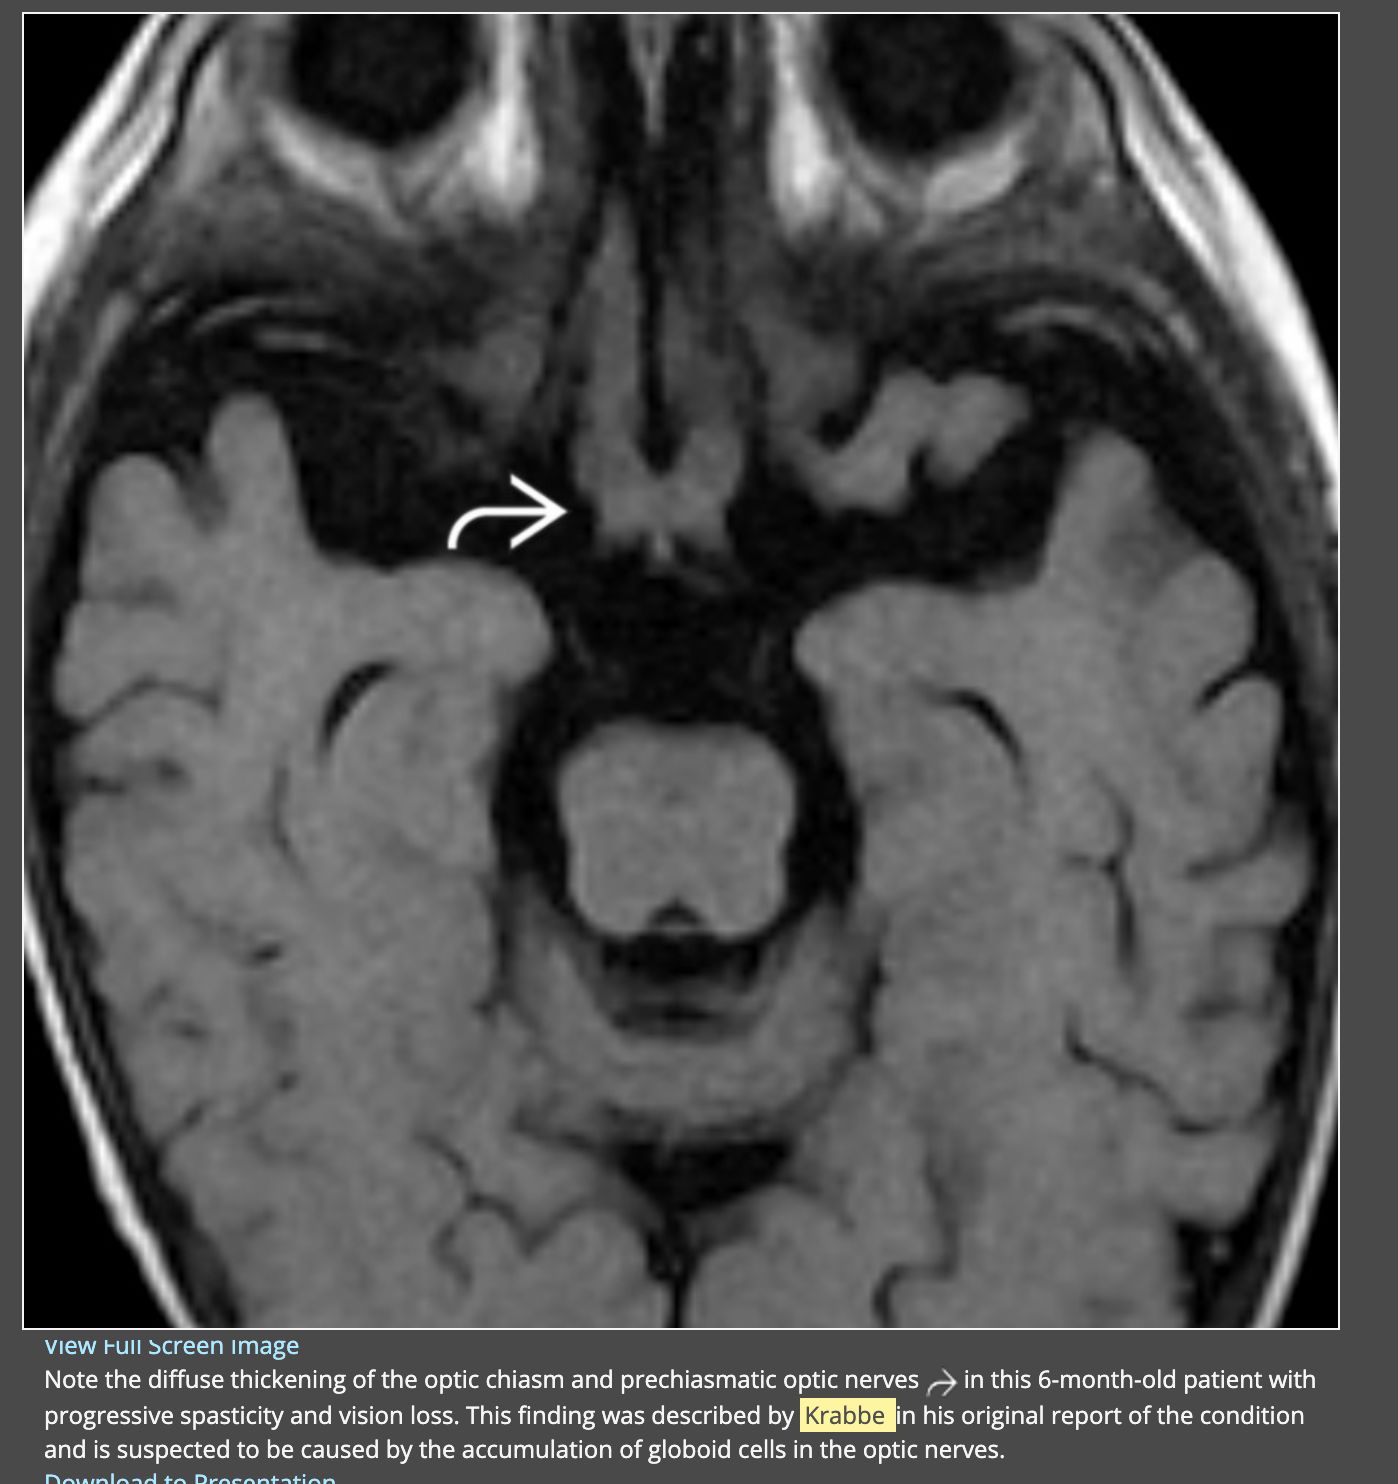 View Full Screen Image
Note the diffuse thickening of the optic chiasm and prechiasmatic optic nerves in this 6-month-old patient with
progressive spasticity and vision loss. This finding was described by Krabbe in his original report of the condition
and is suspected to be caused by the accumulation of globoid cells in the optic nerves.
Download to Presentation